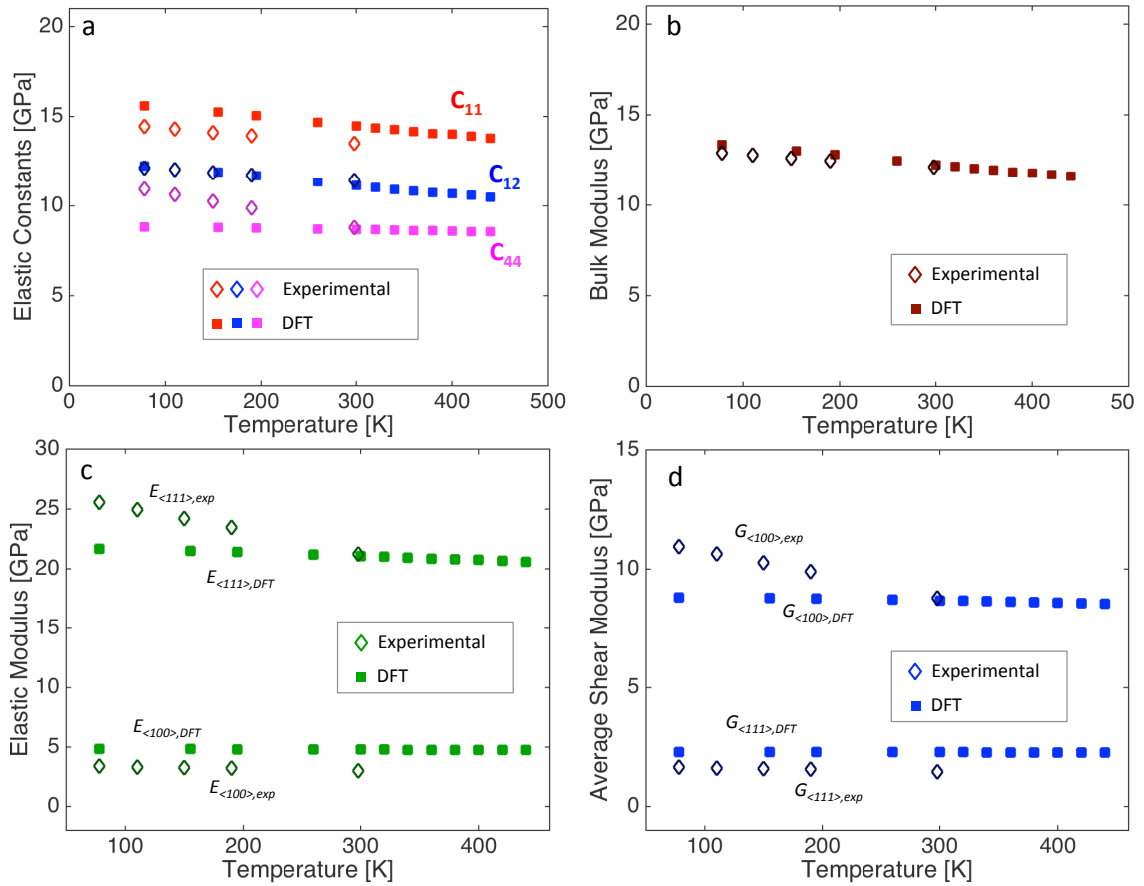 a
Elastic Constants [GPa]
20
15
10
5
0
0 100 200 300 400 500
Temperature [K]
C11
C12
C44
Experimental
DFT
b
Bulk Modulus [GPa]
20
15
10
5
0
0 100 200 300 400 50
Temperature [K]
Experimental
DFT
c
Elastic Modulus [GPa]
30
25
20
15
10
5
0
100 200 300 400
Temperature [K]
E<111>,exp
E<111>,DFT
Experimental
DFT
E<100>,DFT
E<100>,exp
d
Average Shear Modulus [GPa]
15
10
5
0
100 200 300 400
Temperature [K]
G<100>,exp
G<100>,DFT
Experimental
DFT
G<111>,DFT
G<111>,exp